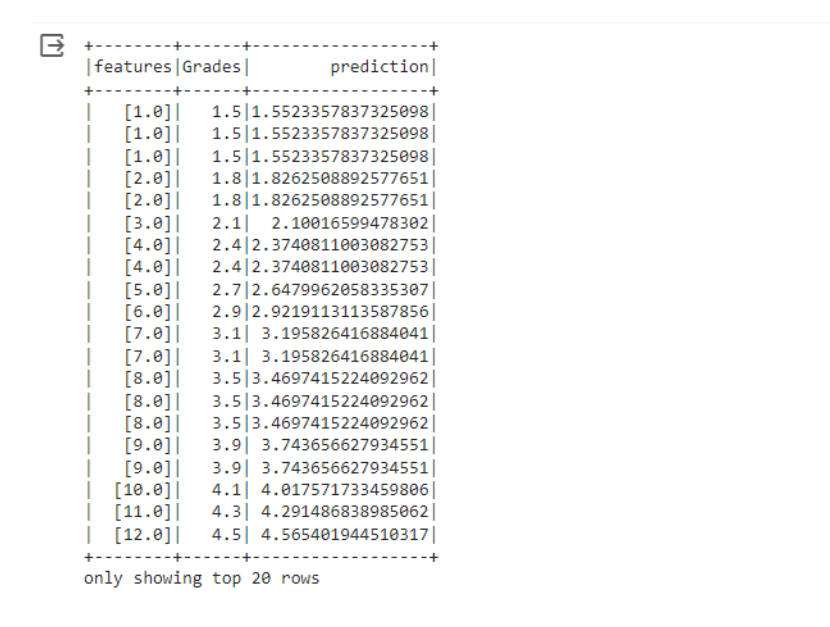 +--------+------+------------------+
|features|Grades|        prediction|
+--------+------+------------------+
|   [1.0]|   1.5|1.5523357837325098|
|   [1.0]|   1.5|1.5523357837325098|
|   [1.0]|   1.5|1.5523357837325098|
|   [2.0]|   1.8|1.8262508892577651|
|   [2.0]|   1.8|1.8262508892577651|
|   [3.0]|   2.1|  2.10016599478302|
|   [4.0]|   2.4|2.3740811003082753|
|   [4.0]|   2.4|2.3740811003082753|
|   [5.0]|   2.7|2.6479962058335307|
|   [6.0]|   2.9|2.9219113113587856|
|   [7.0]|   3.1| 3.195826416884041|
|   [7.0]|   3.1| 3.195826416884041|
|   [8.0]|   3.5|3.4697415224092962|
|   [8.0]|   3.5|3.4697415224092962|
|   [8.0]|   3.5|3.4697415224092962|
|   [9.0]|   3.9| 3.743656627934551|
|   [9.0]|   3.9| 3.743656627934551|
|  [10.0]|   4.1| 4.017571733459806|
|  [11.0]|   4.3| 4.291486838985062|
|  [12.0]|   4.5| 4.565401944510317|
+--------+------+------------------+
only showing top 20 rows